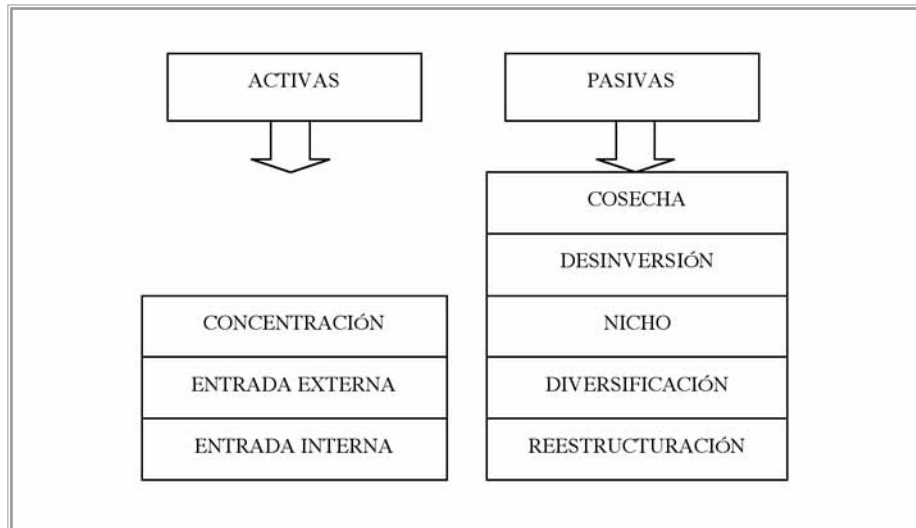 ACTIVAS
PASIVAS
COSECHA
DESINVERSIÓN
CONCENTRACIÓN
NICHO
ENTRADA EXTERNA
DIVERSIFICACIÓN
ENTRADA INTERNA
REESTRUCTURACIÓN